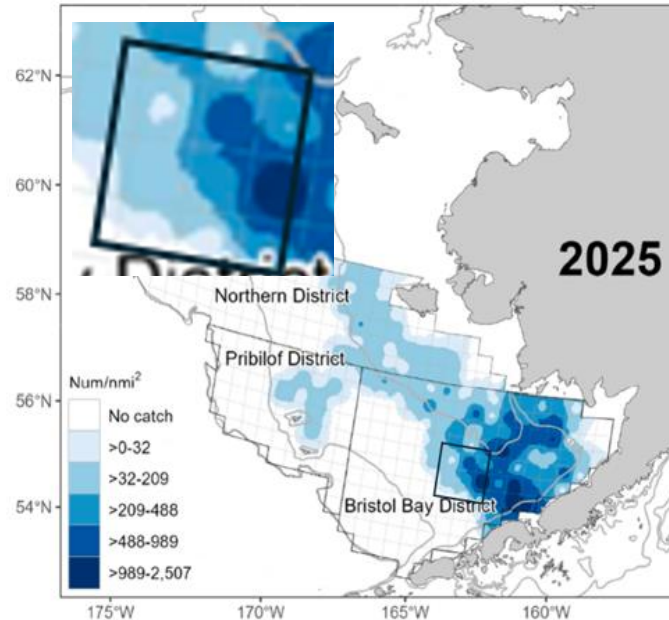 62°N
60°N
58°N
56°N
54°N
2025
District
Northern District
Pribilof District
Bristol Bay District
Num/nmi²
No catch
>0-32
>32-209
>209-488
>488-989
>989-2,507
175°W
170°W
165°W
160°W